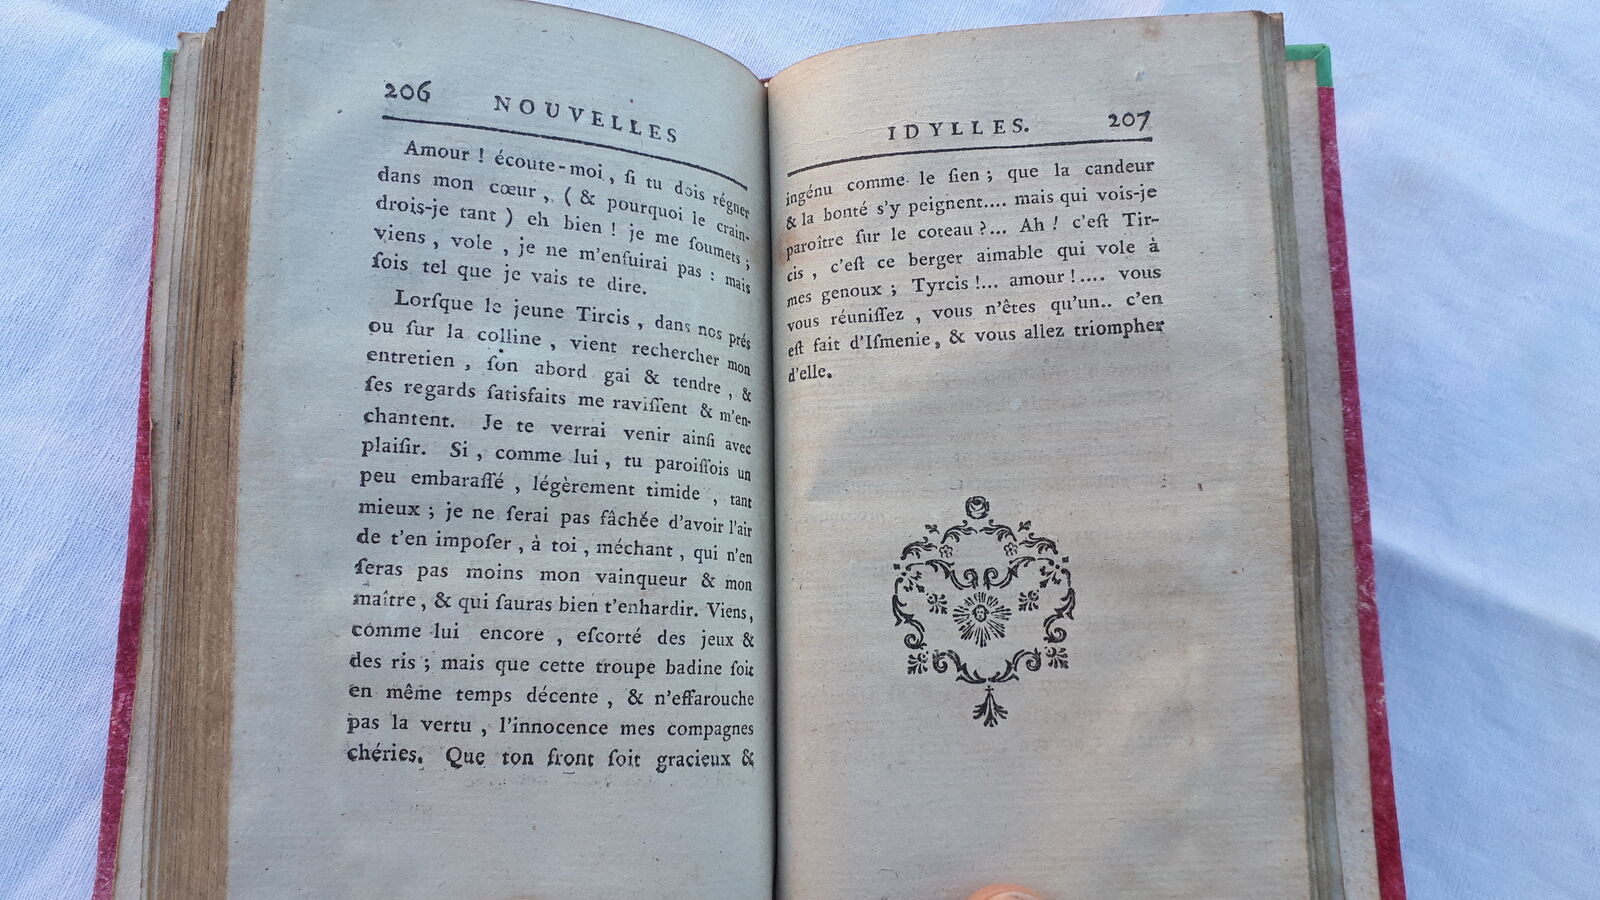 206 NOUVELLES
Amour ! écoute-moi, ſi tu dois régner
dans mon cœur, ( & pourquoi le crain-
drois-je tant ) eh bien ! je me ſoumets ;
viens, vole, je ne m'enfuirai pas : mais
ſois tel que je vais te dire.
Lorſque le jeune Tircis, dans nos prés
ou ſur la colline, vient rechercher mon
entretien, ſon abord gai & tendre, &
ſes regards ſatisfaits me raviſſent & m'en-
chantent. Je te verrai venir ainſi avec
plaiſir. Si, comme lui, tu paroiſſois un
peu embaraſſé, légèrement timide, tant
mieux ; je ne ſerai pas fâchée d'avoir l'air
de t'en impoſer, à toi, méchant, qui n'en
ſeras pas moins mon vainqueur & mon
maître, & qui ſauras bien t'enhardir. Viens,
comme lui encore, eſcorté des jeux &
des ris ; mais que cette troupe badine ſoit
en même temps décente, & n'effarouche
pas la vertu, l'innocence mes compagnes
chéries. Que ton front ſoit gracieux &
IDYLLES. 207
ingénu comme le ſien ; que la candeur
& la bonté s'y peignent.... mais qui vois-je
paroître ſur le coteau ?... Ah ! c'eſt Tir-
cis, c'eſt ce berger aimable qui vole à
mes genoux ; Tyrcis !... amour !.... vous
vous réuniſſez, vous n'êtes qu'un.. c'en
eſt fait d'Iſmenie, & vous allez triompher
d'elle.